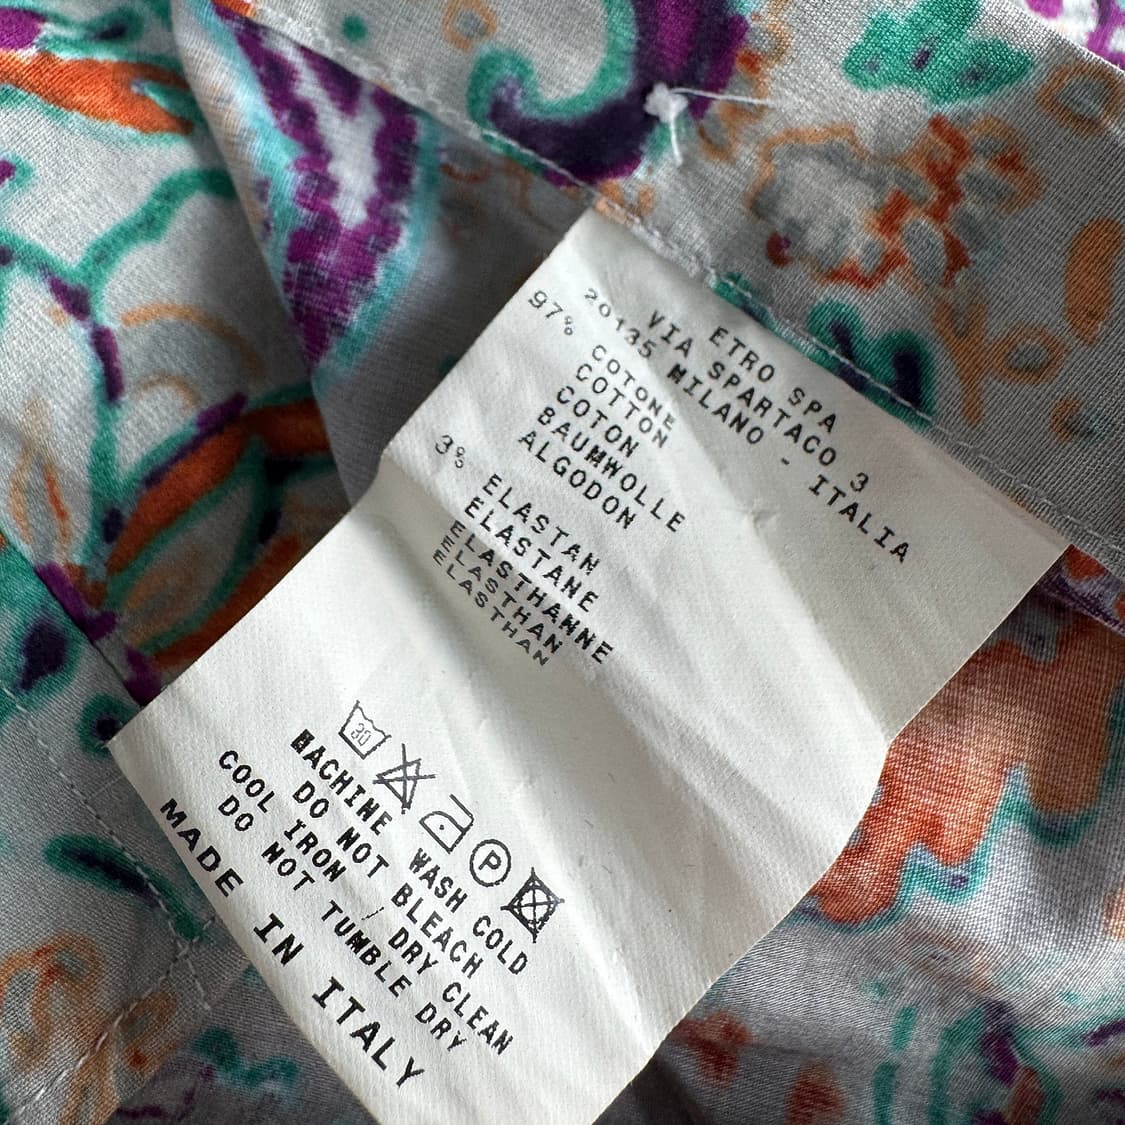 ETRO SPA
VIA SPARTACO 3
20135 MILANO - ITALIA
97% COTONE
COTTON
COTON
BAUMWOLLE
ALGODON
3% ELASTAN
ELASTANE
ELASTHANNE
ELASTHAN
ELASTHAN
30
P
MACHINE WASH COLD
DO NOT BLEACH
COOL IRON / DRY CLEAN
DO NOT TUMBLE DRY
MADE IN ITALY